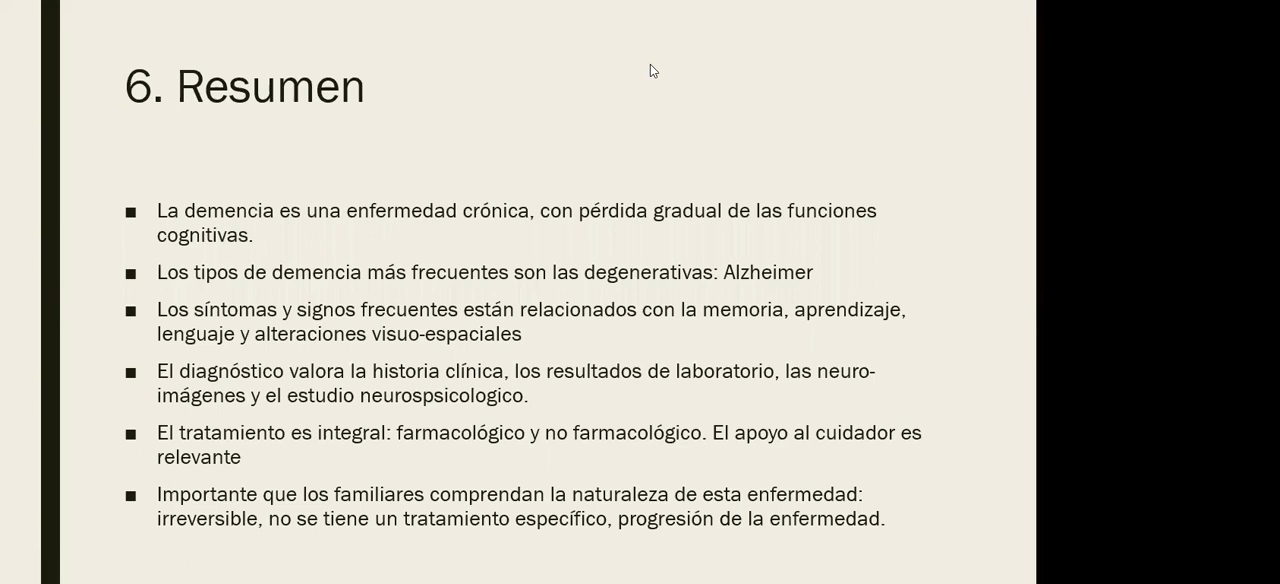 6. Resumen
■ La demencia es una enfermedad crónica, con pérdida gradual de las funciones
cognitivas.
■ Los tipos de demencia más frecuentes son las degenerativas: Alzheimer
■ Los síntomas y signos frecuentes están relacionados con la memoria, aprendizaje,
lenguaje y alteraciones visuo-espaciales
■ El diagnóstico valora la historia clínica, los resultados de laboratorio, las neuro-
imágenes y el estudio neurospsicologico.
■ El tratamiento es integral: farmacológico y no farmacológico. El apoyo al cuidador es
relevante
■ Importante que los familiares comprendan la naturaleza de esta enfermedad:
irreversible, no se tiene un tratamiento específico, progresión de la enfermedad.